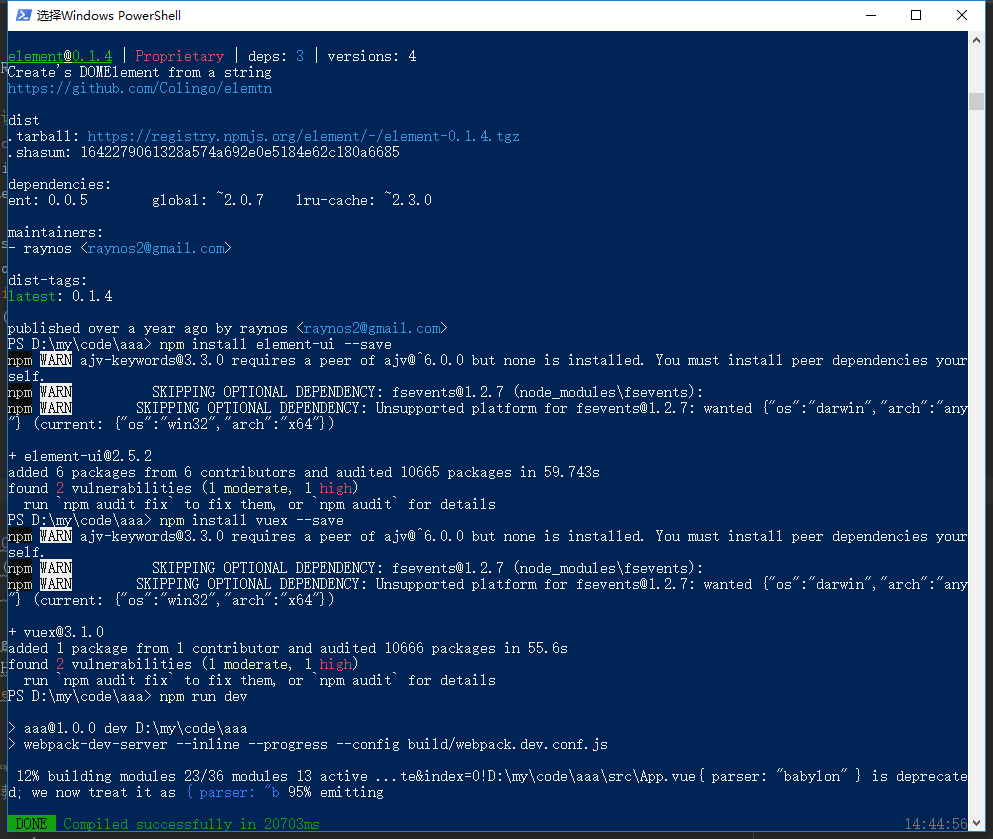 选择Windows PowerShell
element@0.1.4 | Proprietary | deps: 3 | versions: 4
Create's DOMElement from a string
https://github.com/Colingo/elemtn
dist
.tarball: https://registry.npmjs.org/element/-/element-0.1.4.tgz
.shasum: 1642279061328a574a692e0e5184e62c180a6685
dependencies:
ent: 0.0.5 global: ~2.0.7 lru-cache: ~2.3.0
maintainers:
- raynos <raynos2@gmail.com>
dist-tags:
latest: 0.1.4
published over a year ago by raynos <raynos2@gmail.com>
PS D:\my\code\aaa> npm install element-ui --save
npm WARN ajv-keywords@3.3.0 requires a peer of ajv@^6.0.0 but none is installed. You must install peer dependencies your
self.
npm WARN SKIPPING OPTIONAL DEPENDENCY: fsevents@1.2.7 (node_modules\fsevents):
npm WARN SKIPPING OPTIONAL DEPENDENCY: Unsupported platform for fsevents@1.2.7: wanted {"os":"darwin","arch":"any
"} (current: {"os":"win32","arch":"x64"})
+ element-ui@2.5.2
added 6 packages from 6 contributors and audited 10665 packages in 59.743s
found 2 vulnerabilities (1 moderate, 1 high)
run `npm audit fix` to fix them, or `npm audit` for details
PS D:\my\code\aaa> npm install vuex --save
npm WARN ajv-keywords@3.3.0 requires a peer of ajv@^6.0.0 but none is installed. You must install peer dependencies your
self.
npm WARN SKIPPING OPTIONAL DEPENDENCY: fsevents@1.2.7 (node_modules\fsevents):
npm WARN SKIPPING OPTIONAL DEPENDENCY: Unsupported platform for fsevents@1.2.7: wanted {"os":"darwin","arch":"any
"} (current: {"os":"win32","arch":"x64"})
+ vuex@3.1.0
added 1 package from 1 contributor and audited 10666 packages in 55.6s
found 2 vulnerabilities (1 moderate, 1 high)
run `npm audit fix` to fix them, or `npm audit` for details
PS D:\my\code\aaa> npm run dev
> aaa@1.0.0 dev D:\my\code\aaa
> webpack-dev-server --inline --progress --config build/webpack.dev.conf.js
12% building modules 23/36 modules 13 active ...te&index=0!D:\my\code\aaa\src\App.vue{ parser: "babylon" } is deprecate
d; we now treat it as { parser: "b 95% emitting
DONE Compiled successfully in 20703ms 14:44:56